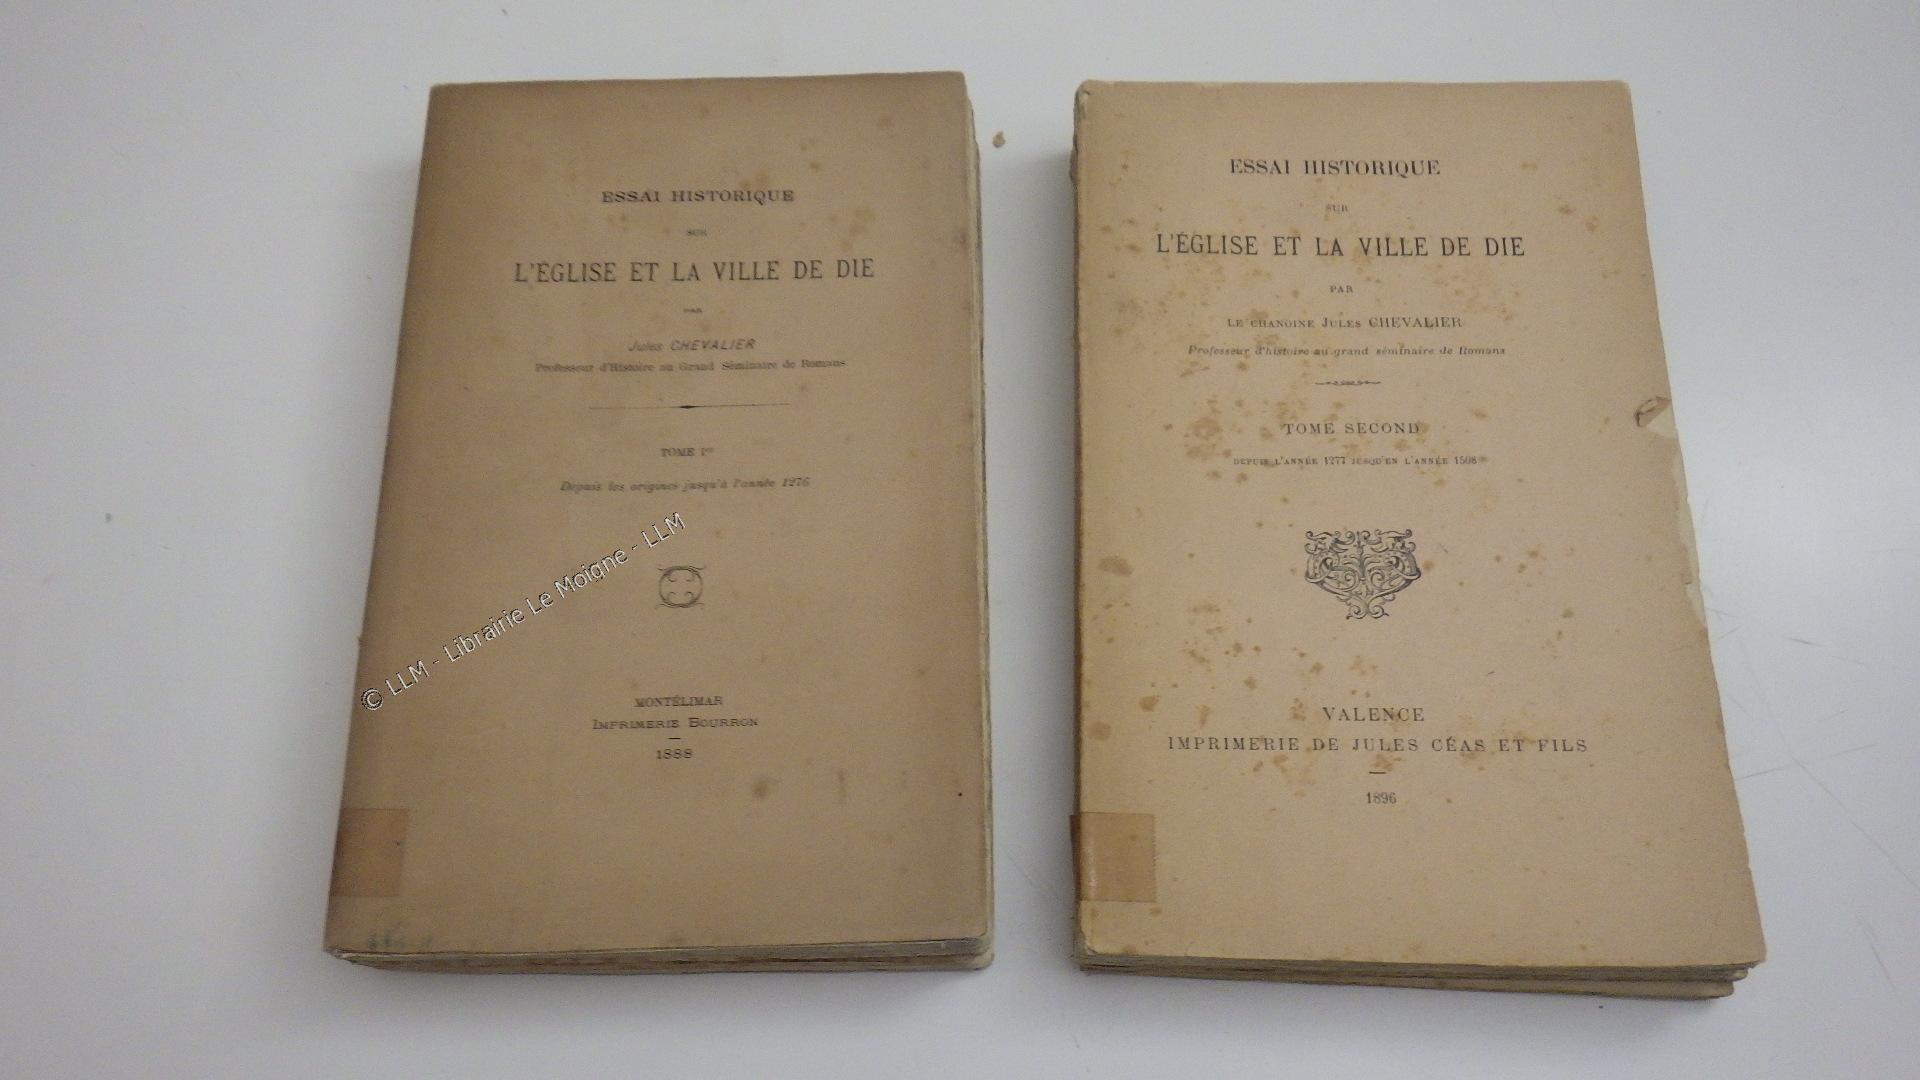 ESSAI HISTORIQUE
SUR
L'ÉGLISE ET LA VILLE DE DIE
PAR
Jules CHEVALIER
Professeur d'Histoire au Grand Séminaire de Romans
TOME Ier
Depuis les origines jusqu'à l'année 1276
MONTÉLIMAR
IMPRIMERIE BOURRON
1888
© LLM - Librairie Le Moigne - LLM
ESSAI HISTORIQUE
SUR
L'ÉGLISE ET LA VILLE DE DIE
PAR
LE CHANOINE JULES CHEVALIER
Professeur d'histoire au grand séminaire de Romans
TOME SECOND
DEPUIS L'ANNÉE 1277 JUSQU'EN L'ANNÉE 1508
VALENCE
IMPRIMERIE DE JULES CÉAS ET FILS
1896